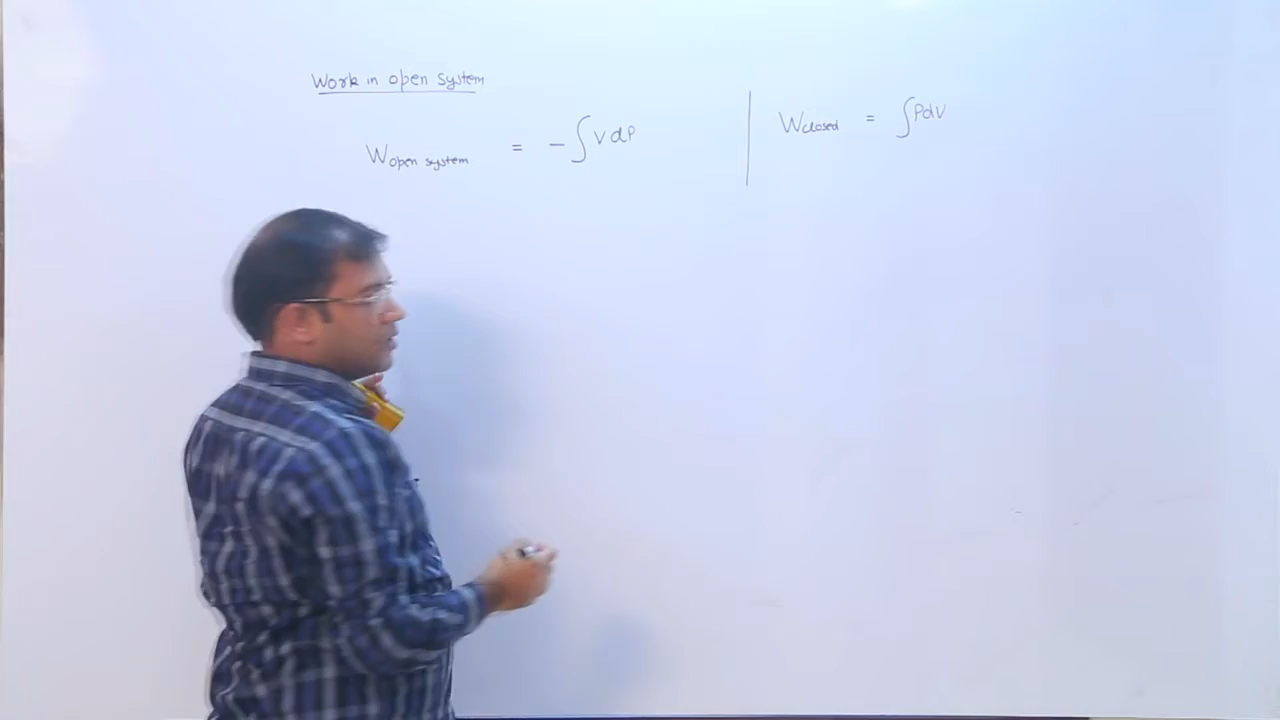 Work in open system
Wopen system = -∫VdP
Wclosed = ∫PdV